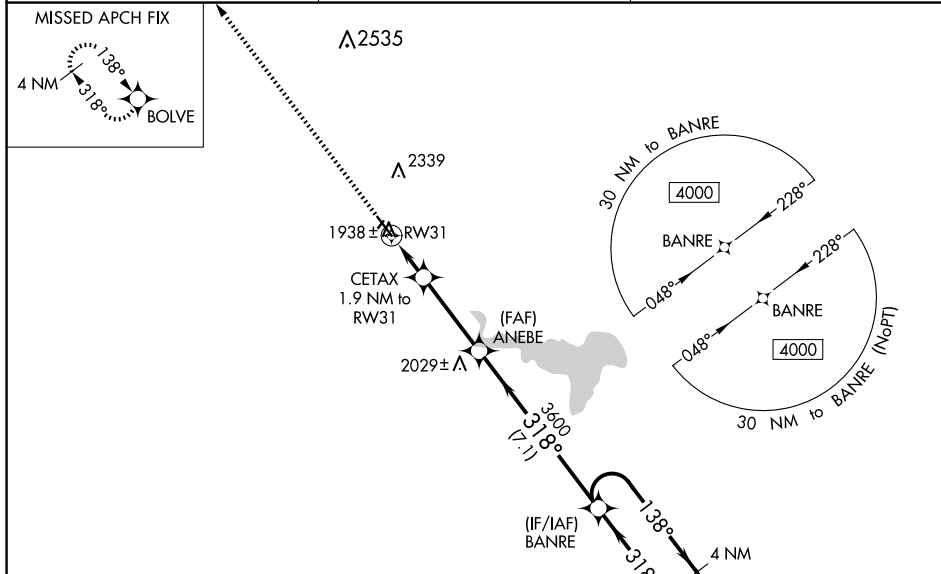 MISSED APCH FIX
138°
4 NM
318°
BOLVE
2535
2339
1938±
RW31
CETAX
1.9 NM to
RW31
(FAF)
ANEBE
2029±
3600
318°
(7.1)
(IF/IAF)
BANRE
138°
4 NM
318
30 NM to BANRE
4000
228°
BANRE
048°
228°
BANRE
048°
4000
30 NM to BANRE (NoPT)